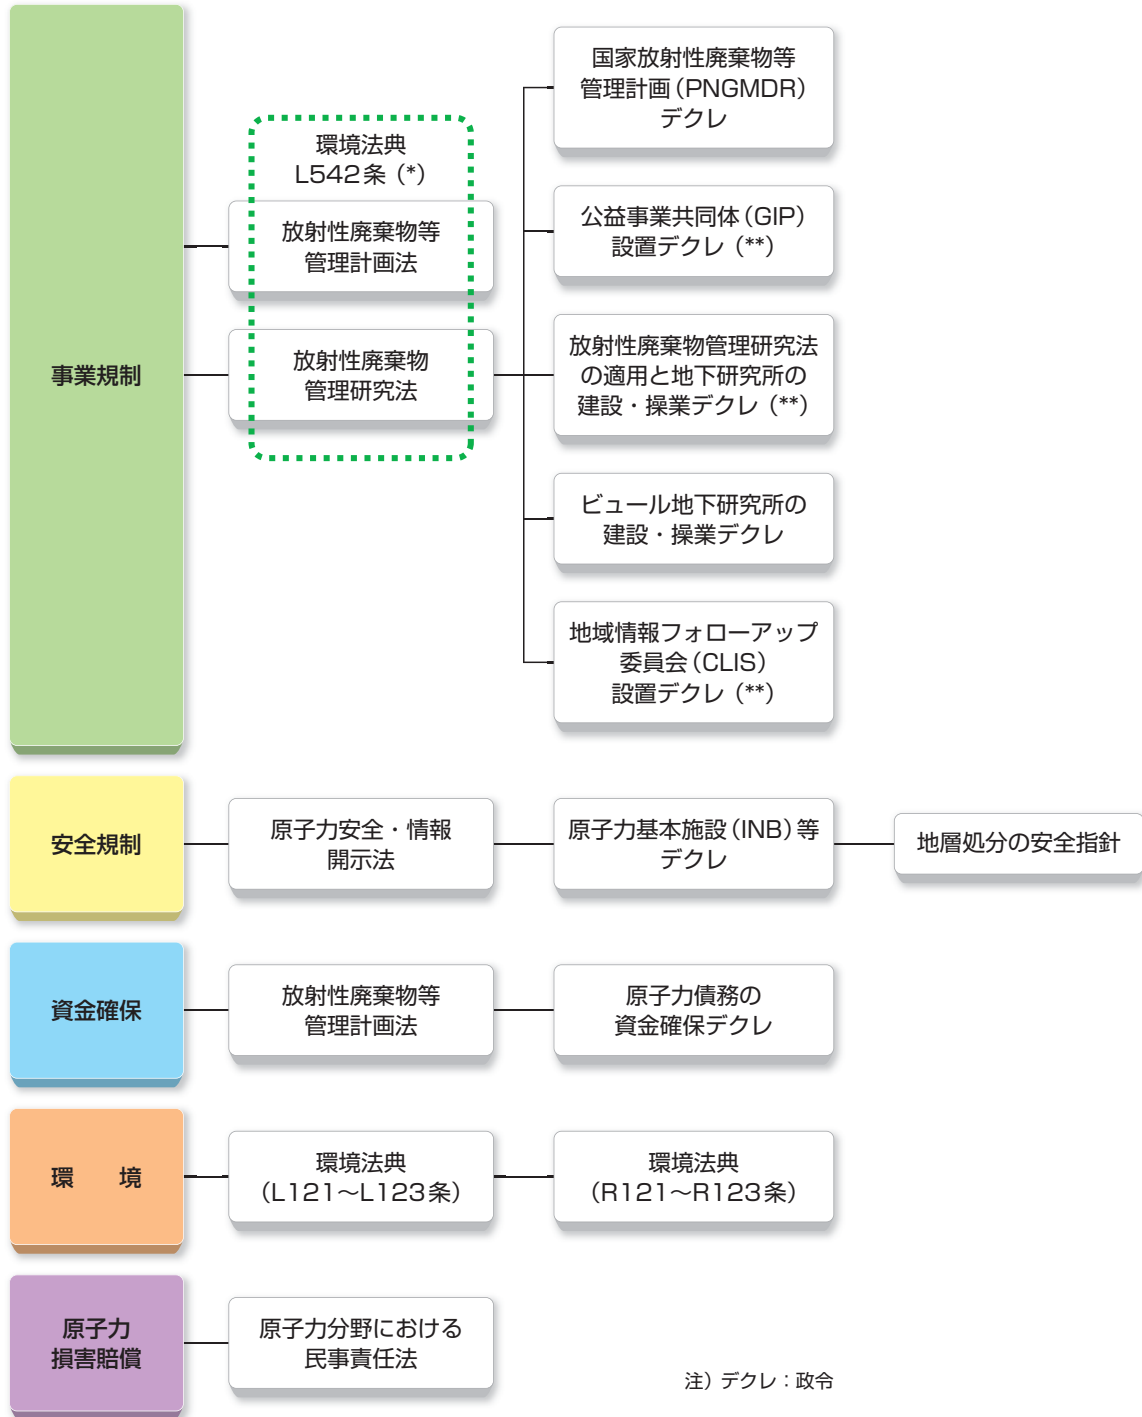 事業規制
環境法典
L542条(*)
放射性廃棄物等
管理計画法
放射性廃棄物
管理研究法
国家放射性廃棄物等
管理計画(PNGMDR)
デクレ
公益事業共同体(GIP)
設置デクレ(**)
放射性廃棄物管理研究法
の適用と地下研究所の
建設・操業デクレ(**)
ビュール地下研究所の
建設・操業デクレ
地域情報フォローアップ
委員会(CLIS)
設置デクレ(**)
安全規制
原子力安全・情報
開示法
原子力基本施設(INB)等
デクレ
地層処分の安全指針
資金確保
放射性廃棄物等
管理計画法
原子力債務の
資金確保デクレ
環　境
環境法典
(L121～L123条)
環境法典
(R121～R123条)
原子力
損害賠償
原子力分野における
民事責任法
注)デクレ：政令